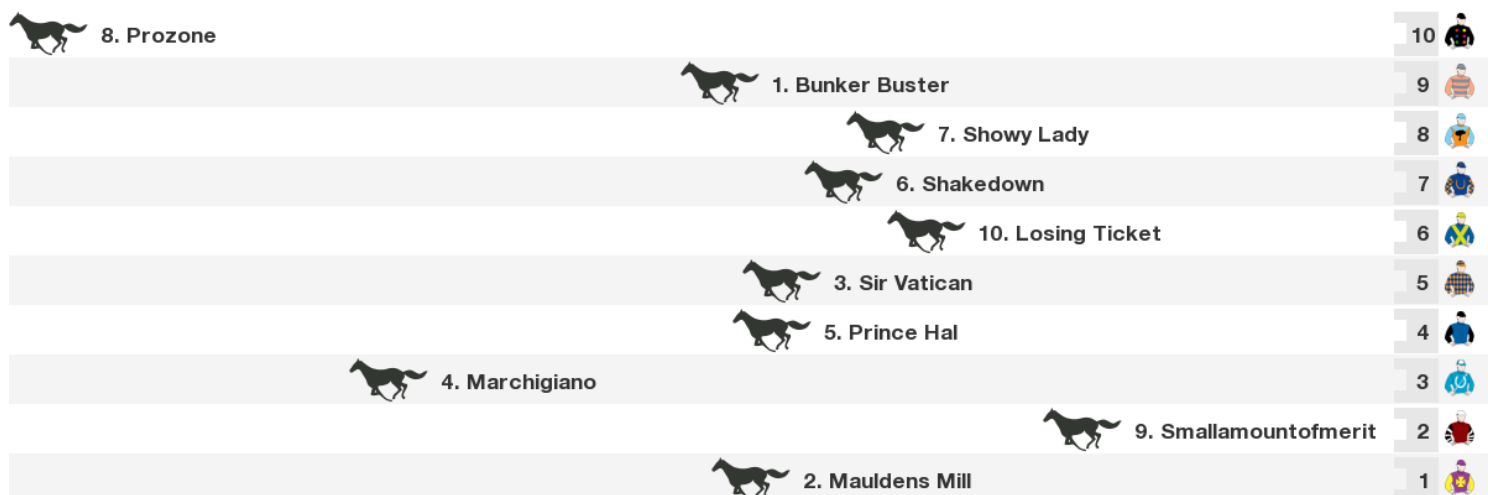 8. Prozone 10
1. Bunker Buster 9
7. Showy Lady 8
6. Shakedown 7
10. Losing Ticket 6
3. Sir Vatican 5
5. Prince Hal 4
4. Marchigiano 3
9. Smallamountofmerit 2
2. Mauldens Mill 1